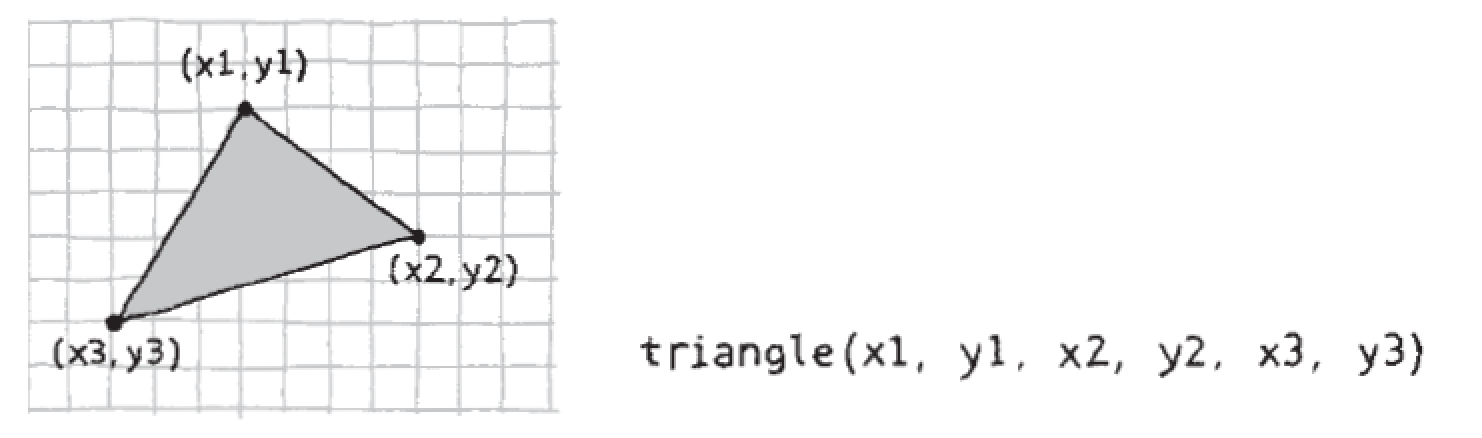 (x1,y1)
(x2,y2)
(x3,y3)
triangle(x1, y1, x2, y2, x3, y3)